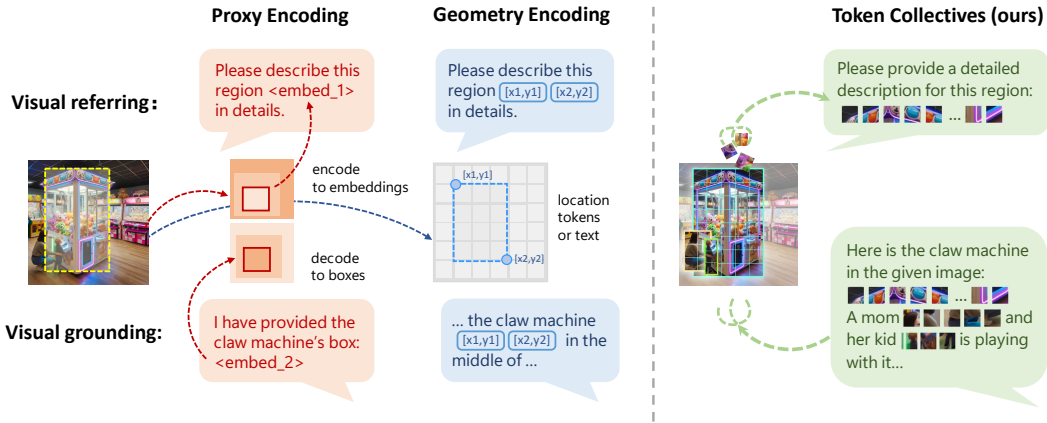 Proxy Encoding
Geometry Encoding
Token Collectives (ours)
Visual referring:
Please describe this
region <embed_1>
in details.
Please describe this
region [x1,y1] [x2,y2]
in details.
Please provide a detailed
description for this region:
...
encode
to embeddings
decode
to boxes
[x1,y1]
[x2,y2]
location
tokens
or text
Visual grounding:
I have provided the
claw machine's box:
<embed_2>
... the claw machine
[x1,y1] [x2,y2] in the
middle of ...
Here is the claw machine
in the given image:
...
A mom and
her kid is playing
with it...